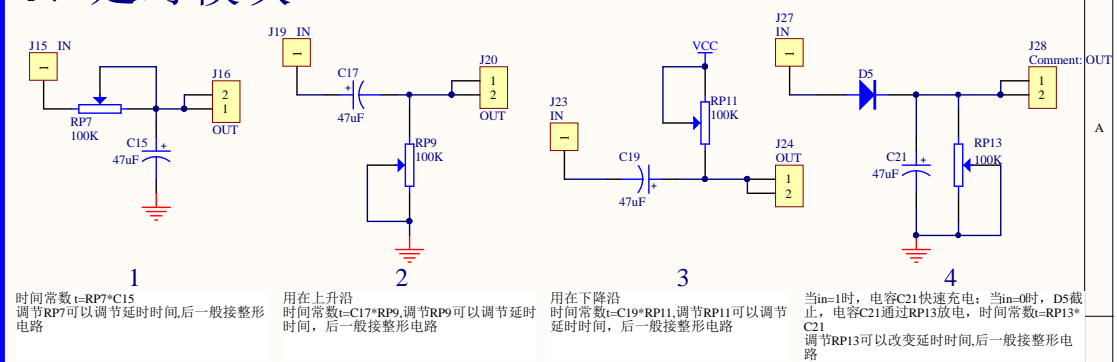 J15 IN
1
RP7
100K
C15
47uF
J16
2
1
OUT
1
时间常数 t=RP7*C15
调节RP7可以调节延时时间,后一般接整形
电路
J19 IN
1
C17
47uF
RP9
100K
J20
1
2
OUT
2
用在上升沿
时间常数t=C17*RP9,调节RP9可以调节延时
时间，后一般接整形电路
J23
IN
1
C19
47uF
VCC
RP11
100K
J24
OUT
1
2
3
用在下降沿
时间常数t=C19*RP11,调节RP11可以调节
延时时间，后一般接整形电路
J27
IN
1
D5
C21
47uF
RP13
100K
J28
Comment: OUT
1
2
4
当in=1时，电容C21快速充电；当in=0时，D5截
止，电容C21通过RP13放电，时间常数t=RP13*
C21
调节RP13可以改变延时时间,后一般接整形电
路
A